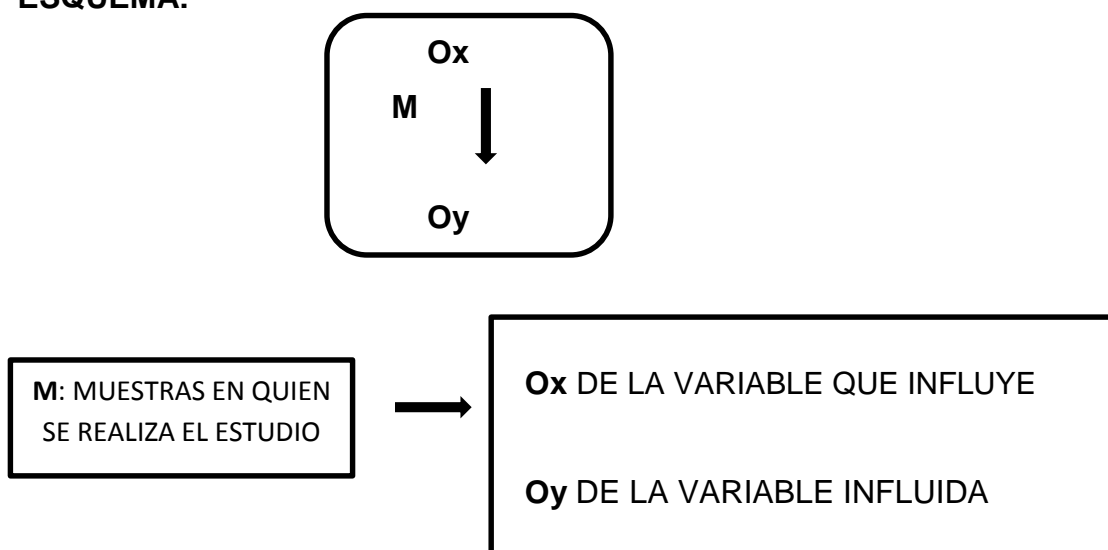 ESQUEMA:
Ox
M
Oy
M: MUESTRAS EN QUIEN
SE REALIZA EL ESTUDIO
Ox DE LA VARIABLE QUE INFLUYE
Oy DE LA VARIABLE INFLUIDA